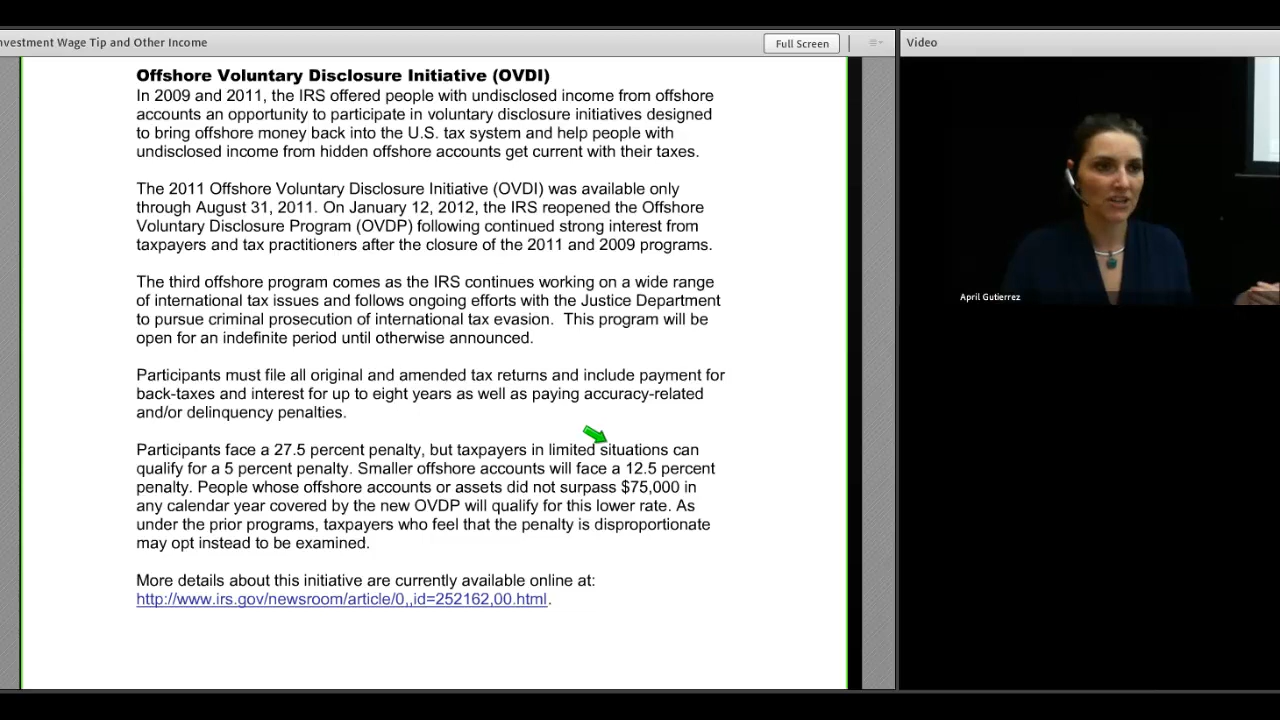 nvestment Wage Tip and Other Income
Full Screen
Video
Offshore Voluntary Disclosure Initiative (OVDI)
In 2009 and 2011, the IRS offered people with undisclosed income from offshore
accounts an opportunity to participate in voluntary disclosure initiatives designed
to bring offshore money back into the U.S. tax system and help people with
undisclosed income from hidden offshore accounts get current with their taxes.
The 2011 Offshore Voluntary Disclosure Initiative (OVDI) was available only
through August 31, 2011. On January 12, 2012, the IRS reopened the Offshore
Voluntary Disclosure Program (OVDP) following continued strong interest from
taxpayers and tax practitioners after the closure of the 2011 and 2009 programs.
The third offshore program comes as the IRS continues working on a wide range
of international tax issues and follows ongoing efforts with the Justice Department
to pursue criminal prosecution of international tax evasion.  This program will be
open for an indefinite period until otherwise announced.
Participants must file all original and amended tax returns and include payment for
back-taxes and interest for up to eight years as well as paying accuracy-related
and/or delinquency penalties.
Participants face a 27.5 percent penalty, but taxpayers in limited situations can
qualify for a 5 percent penalty. Smaller offshore accounts will face a 12.5 percent
penalty. People whose offshore accounts or assets did not surpass $75,000 in
any calendar year covered by the new OVDP will qualify for this lower rate. As
under the prior programs, taxpayers who feel that the penalty is disproportionate
may opt instead to be examined.
More details about this initiative are currently available online at:
http://www.irs.gov/newsroom/article/0,,id=252162,00.html.
April Gutierrez